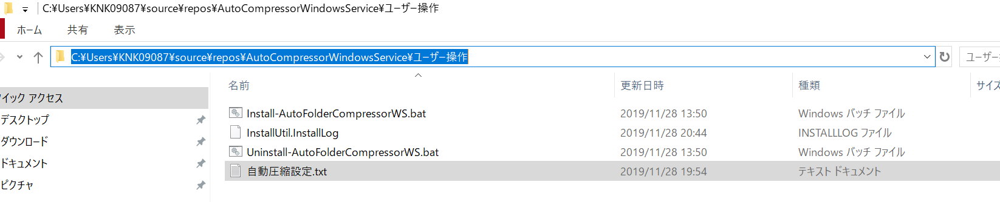 C:¥Users¥KNK09087¥source¥repos¥AutoCompressorWindowsService¥ユーザー操作
ホーム 共有 表示
C:¥Users¥KNK09087¥source¥repos¥AutoCompressorWindowsService¥ユーザー操作 ユーザー
名前 更新日時 種類 サイズ
イック アクセス
Install-AutoFolderCompressorWS.bat 2019/11/28 13:50 Windows バッチ ファイル
デスクトップ
InstallUtil.InstallLog 2019/11/28 20:44 INSTALLLOG ファイル
ダウンロード
Uninstall-AutoFolderCompressorWS.bat 2019/11/28 13:50 Windows バッチ ファイル
ドキュメント
自動圧縮設定.txt 2019/11/28 19:54 テキスト ドキュメント
ピクチャ